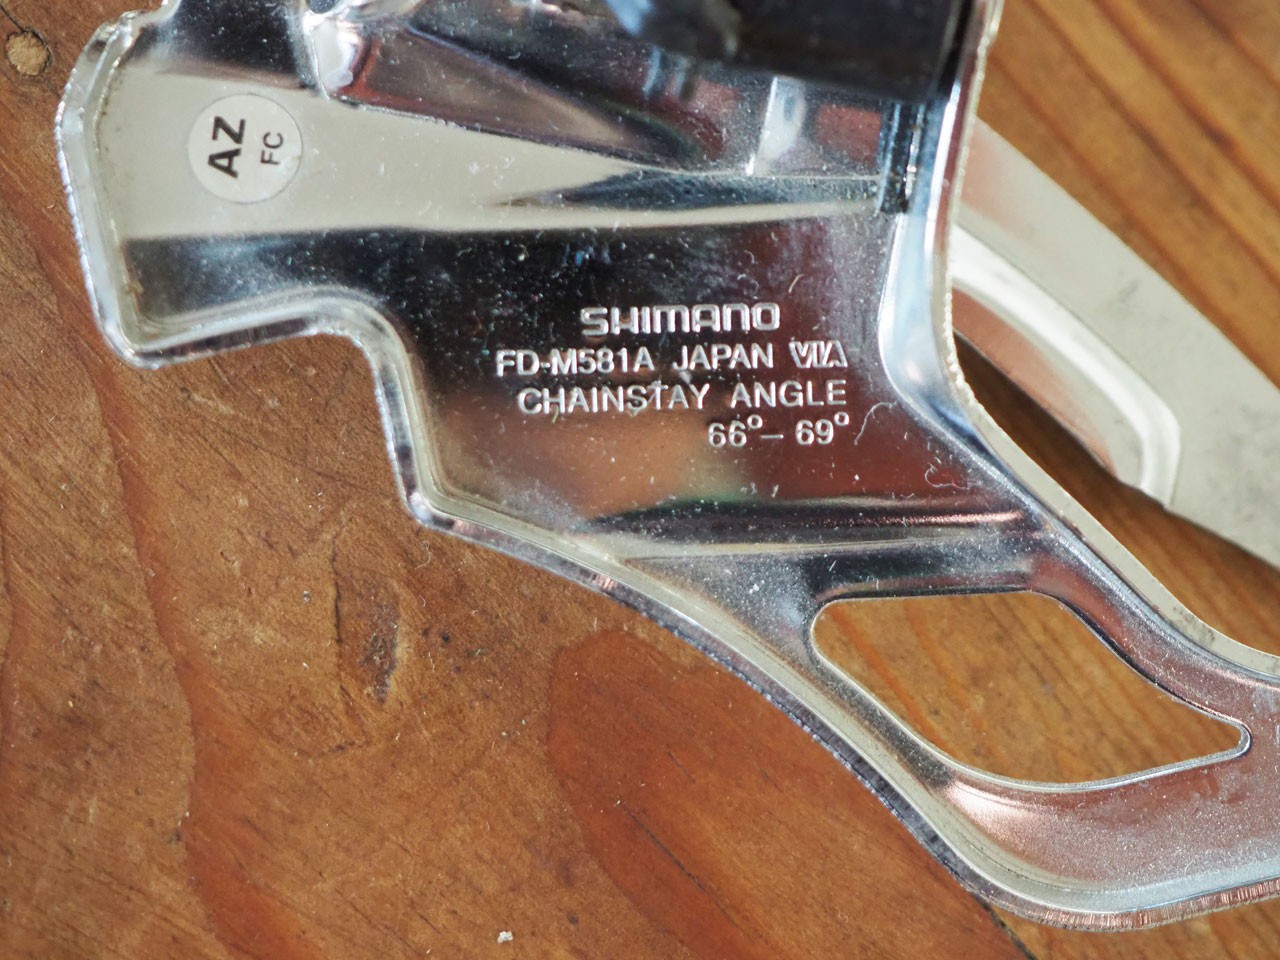 AZ
FC
SHIMANO
FD-M581A JAPAN VIA
CHAINSTAY ANGLE
66°– 69°